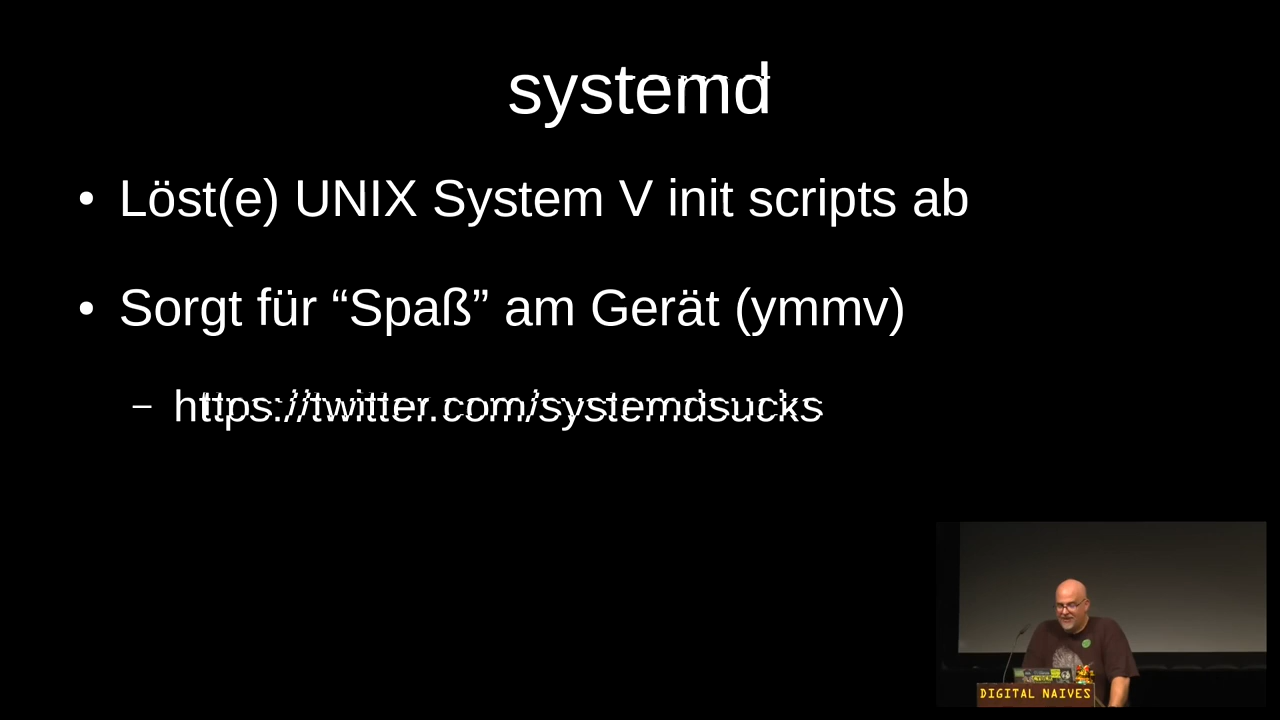 systemd
• Löst(e) UNIX System V init scripts ab
• Sorgt für “Spaß” am Gerät (ymmv)
– https://twitter.com/systemdsucks
DIGITAL NAIVES